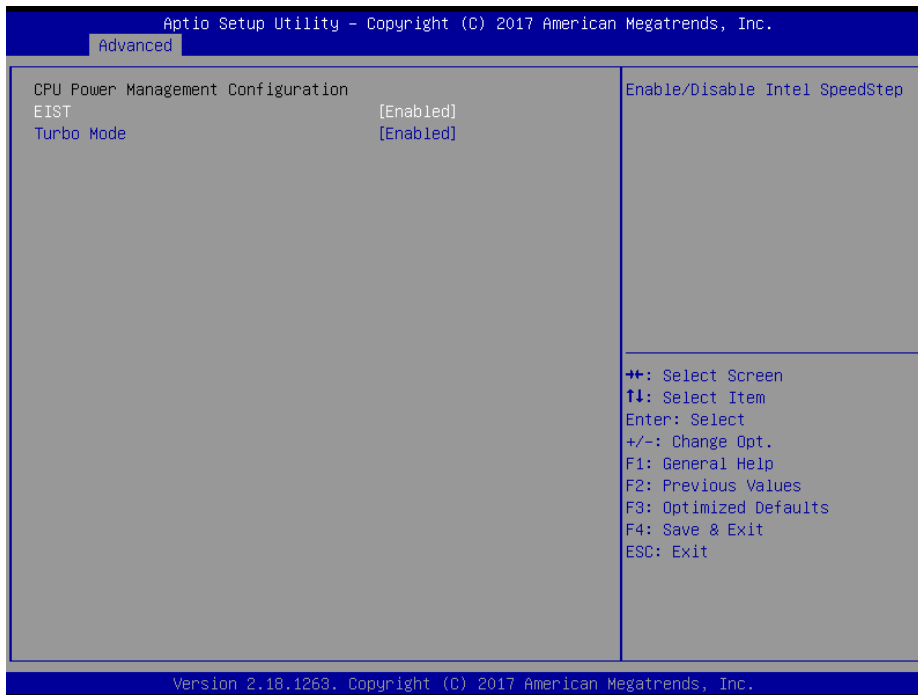 Aptio Setup Utility – Copyright (C) 2017 American Megatrends, Inc.
Advanced
CPU Power Management Configuration
EIST [Enabled]
Turbo Mode [Enabled]
Enable/Disable Intel SpeedStep
→←: Select Screen
↑↓: Select Item
Enter: Select
+/-: Change Opt.
F1: General Help
F2: Previous Values
F3: Optimized Defaults
F4: Save & Exit
ESC: Exit
Version 2.18.1263. Copyright (C) 2017 American Megatrends, Inc.